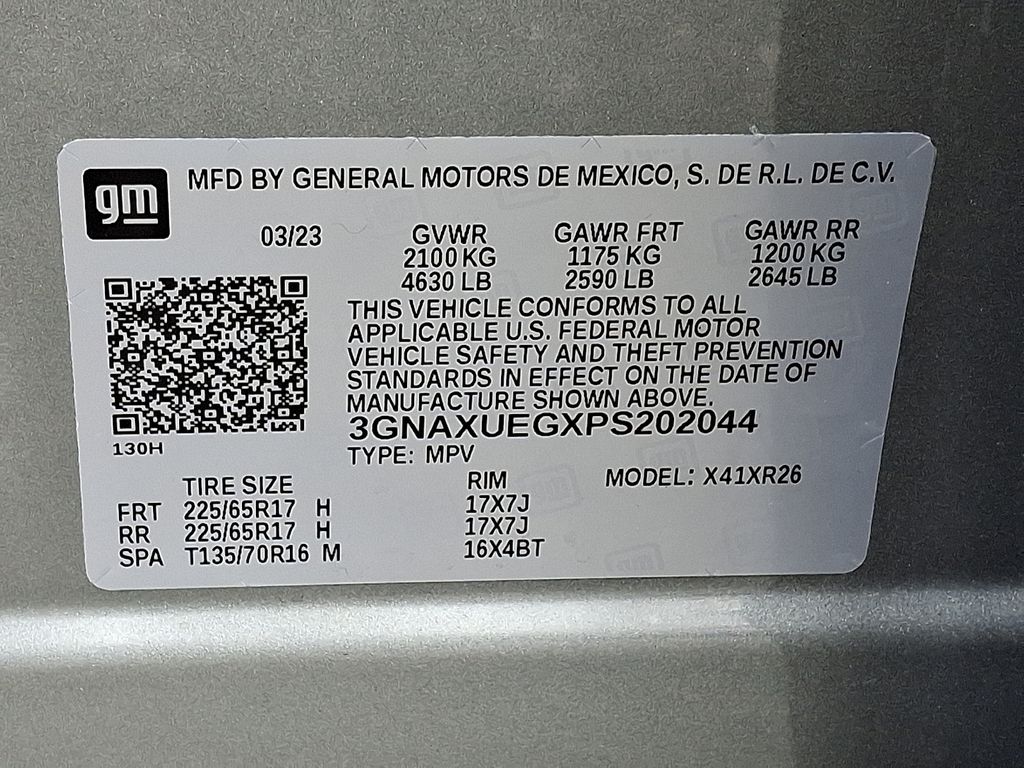 gm
MFD BY GENERAL MOTORS DE MEXICO, S. DE R.L. DE C.V.
03/23 GVWR GAWR FRT GAWR RR
2100 KG 1175 KG 1200 KG
4630 LB 2590 LB 2645 LB
THIS VEHICLE CONFORMS TO ALL
APPLICABLE U.S. FEDERAL MOTOR
VEHICLE SAFETY AND THEFT PREVENTION
STANDARDS IN EFFECT ON THE DATE OF
MANUFACTURE SHOWN ABOVE.
3GNAXUEGXPS202044
130H
TYPE: MPV
TIRE SIZE RIM MODEL: X41XR26
FRT 225/65R17 H 17X7J
RR 225/65R17 H 17X7J
SPA T135/70R16 M 16X4BT